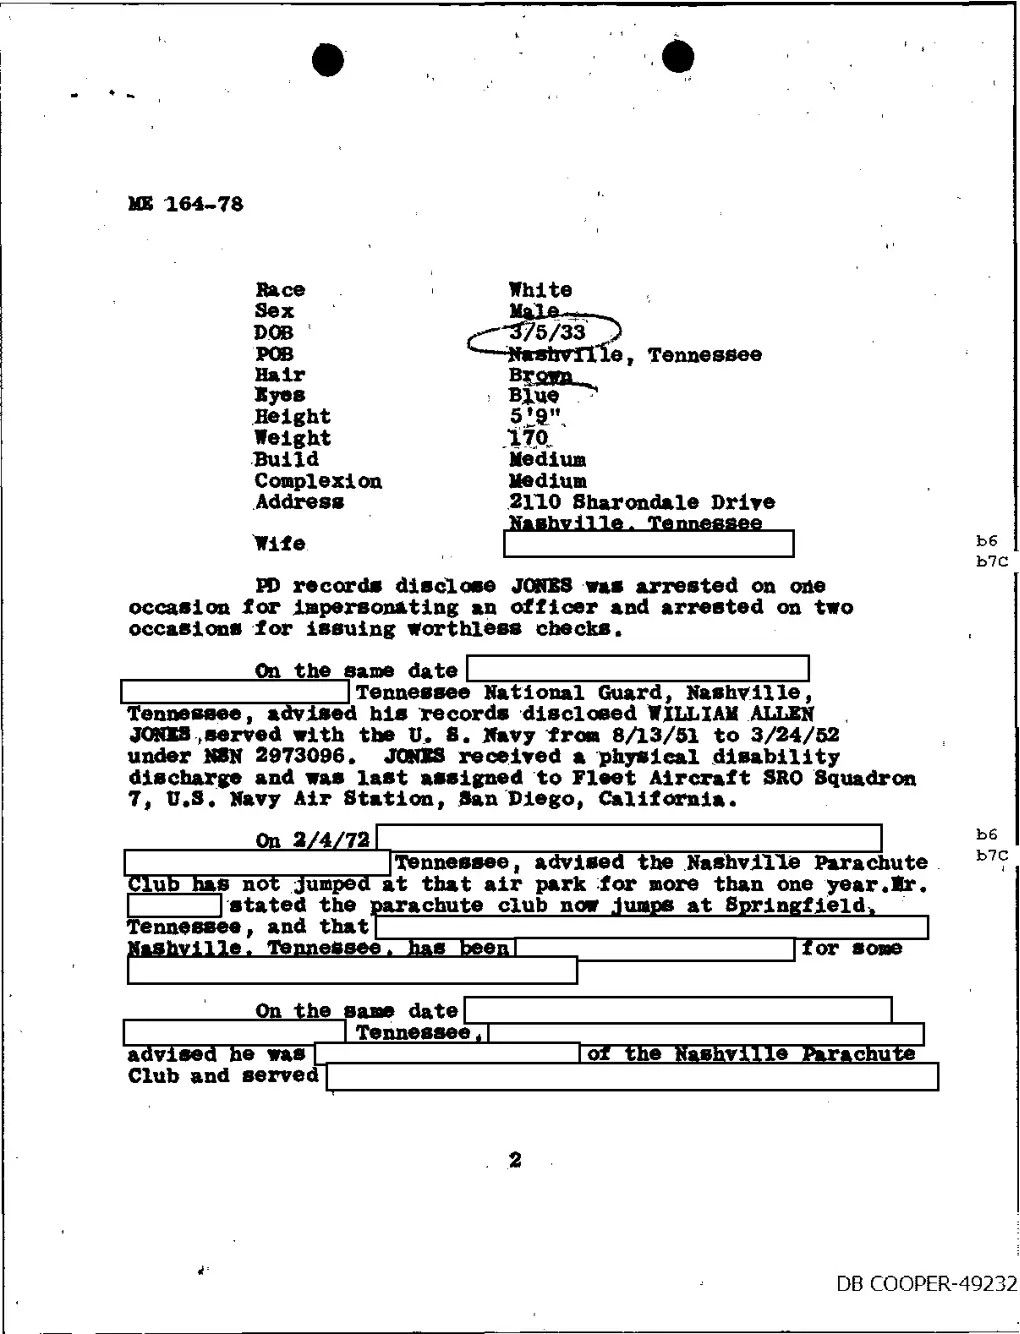 ME 164-78
Race White
Sex Male
DOB 3/5/33
POB Nashville, Tennessee
Hair Brown
Eyes Blue
Height 5'9"
Weight 170
Build Medium
Complexion Medium
Address 2110 Sharondale Drive
Nashville, Tennessee
Wife
b6
b7C
PD records disclose JONES was arrested on one
occasion for impersonating an officer and arrested on two
occasions for issuing worthless checks.
On the same date
Tennessee National Guard, Nashville,
Tennessee, advised his records disclosed WILLIAM ALLEN
JONES served with the U. S. Navy from 8/13/51 to 3/24/52
under NSN 2973096. JONES received a physical disability
discharge and was last assigned to Fleet Aircraft SRO Squadron
7, U.S. Navy Air Station, San Diego, California.
On 2/4/72
b6
b7C
Tennessee, advised the Nashville Parachute
Club has not jumped at that air park for more than one year. Mr.
stated the parachute club now jumps at Springfield,
Tennessee, and that
Nashville, Tennessee, has been for some
On the same date
Tennessee,
advised he was of the Nashville Parachute
Club and served
2
DB COOPER-49232